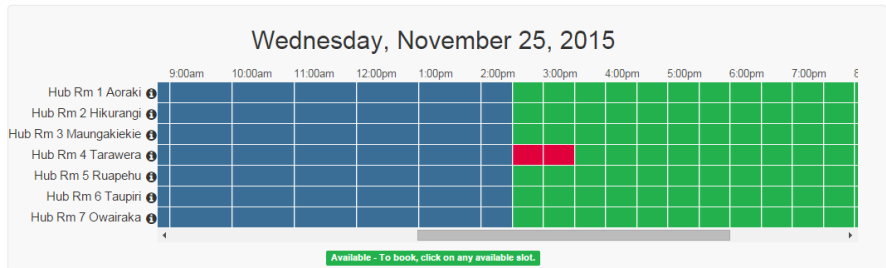 Wednesday, November 25, 2015
9:00am 10:00am 11:00am 12:00pm 1:00pm 2:00pm 3:00pm 4:00pm 5:00pm 6:00pm 7:00pm
Hub Rm 1 Aoraki
Hub Rm 2 Hikurangi
Hub Rm 3 Maungakiekie
Hub Rm 4 Tarawera
Hub Rm 5 Ruapehu
Hub Rm 6 Taupiri
Hub Rm 7 Owairaka
Available - To book, click on any available slot.